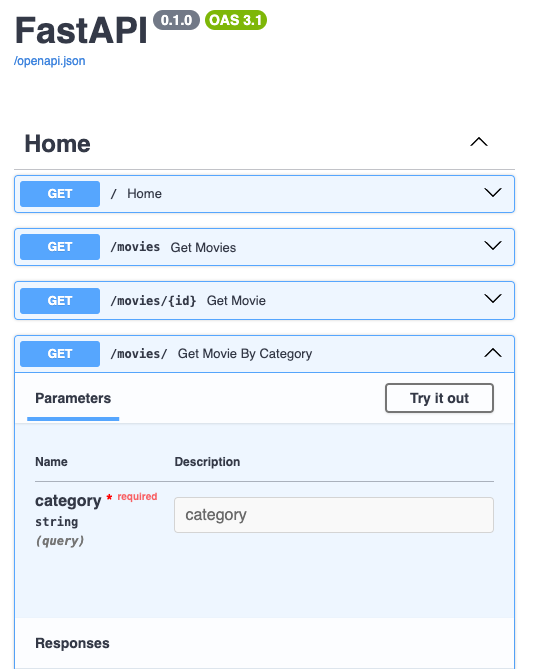 FastAPI 0.1.0 OAS 3.1
/openapi.json
Home
GET / Home
GET /movies Get Movies
GET /movies/{id} Get Movie
GET /movies/ Get Movie By Category
Parameters Try it out
Name Description
category * required category
string
(query)
Responses